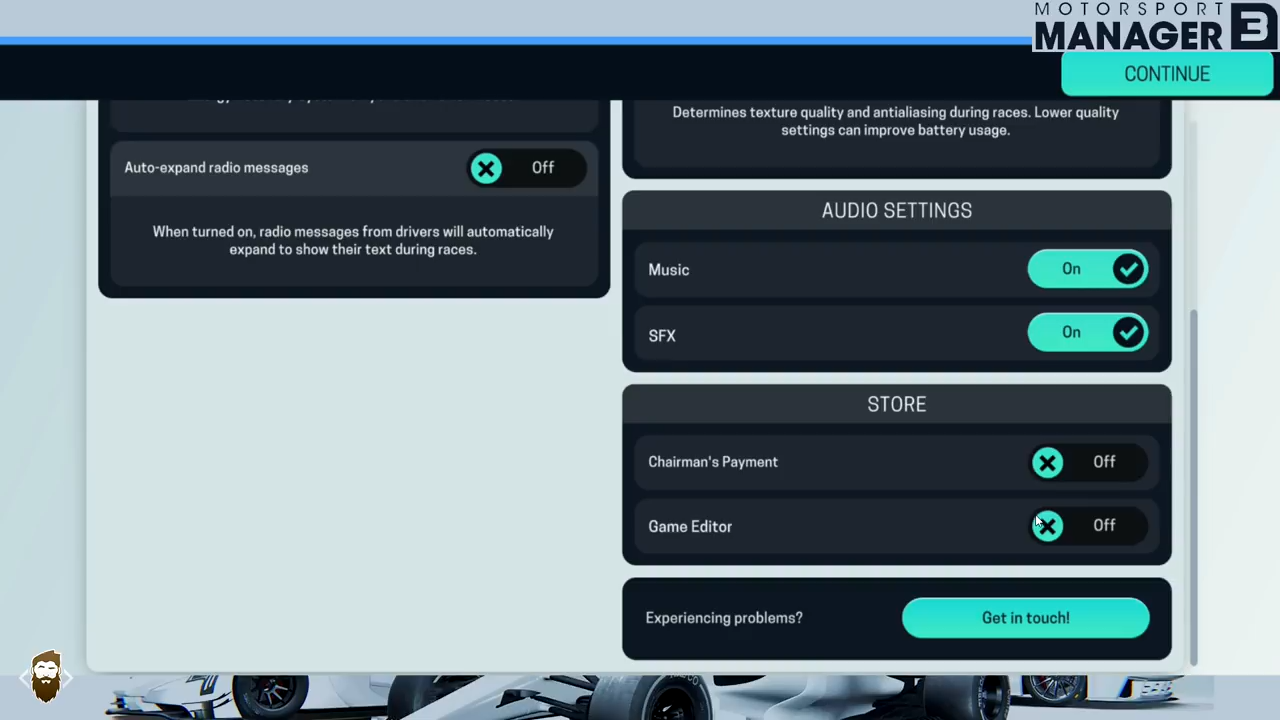 MOTORSPORT
MANAGER 3
CONTINUE
Auto-expand radio messages
Off
When turned on, radio messages from drivers will automatically
expand to show their text during races.
Determines texture quality and antialiasing during races. Lower quality
settings can improve battery usage.
AUDIO SETTINGS
Music
On
SFX
On
STORE
Chairman's Payment
Off
Game Editor
Off
Experiencing problems?
Get in touch!